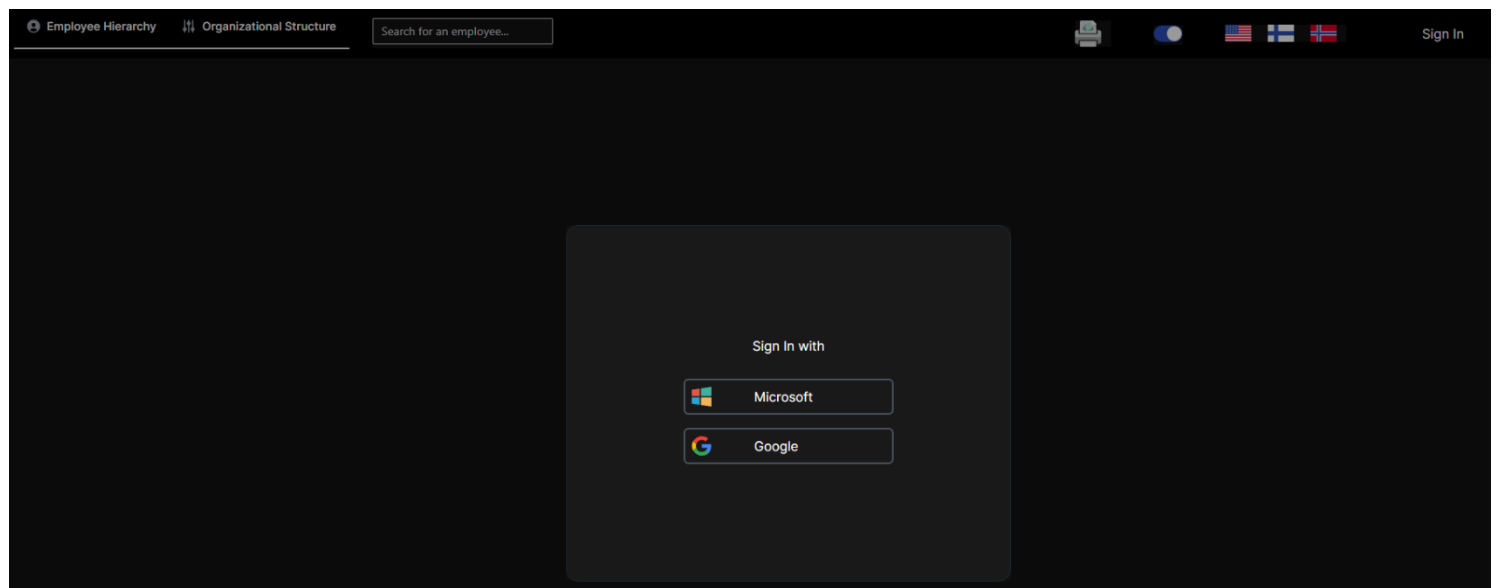 Employee Hierarchy
Organizational Structure
Search for an employee...
Sign In
Sign In with
Microsoft
Google